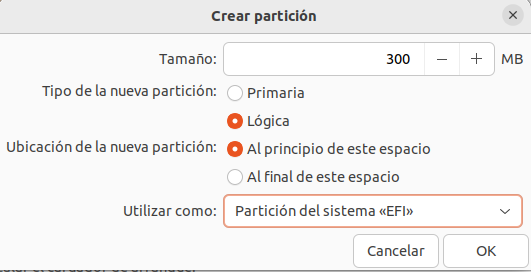 Crear partición
Tamaño: 300 MB
Tipo de la nueva partición: Primaria
Lógica
Ubicación de la nueva partición: Al principio de este espacio
Al final de este espacio
Utilizar como: Partición del sistema «EFI»
Cancelar OK